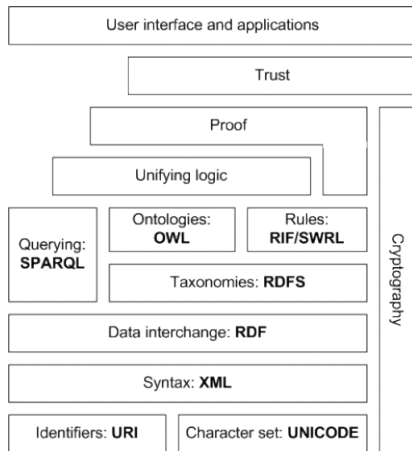 User interface and applications
Trust
Proof
Unifying logic
Querying:
SPARQL
Ontologies:
OWL
Rules:
RIF/SWRL
Taxonomies: RDFS
Cryptography
Data interchange: RDF
Syntax: XML
Identifiers: URI
Character set: UNICODE